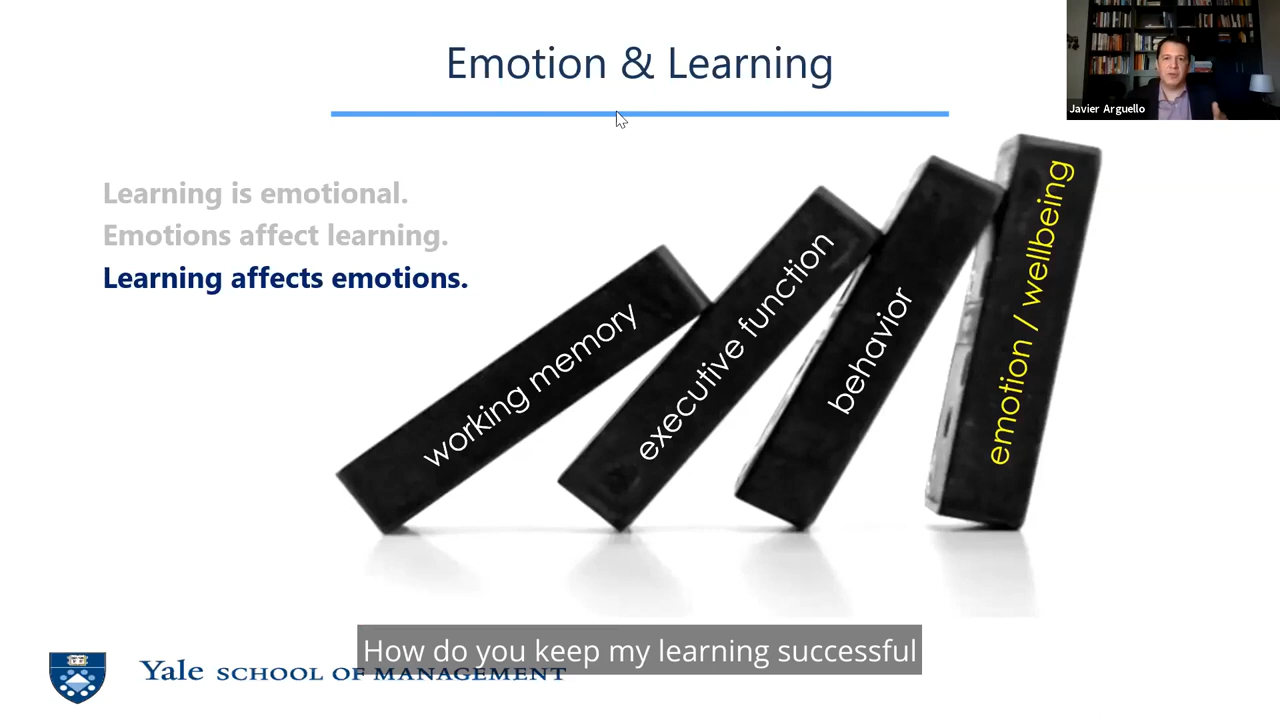 Emotion & Learning
Javier Arguello
Learning is emotional.
Emotions affect learning.
Learning affects emotions.
working memory
executive function
behavior
emotion / wellbeing
How do you keep my learning successful
Yale SCHOOL OF MANAGEMENT